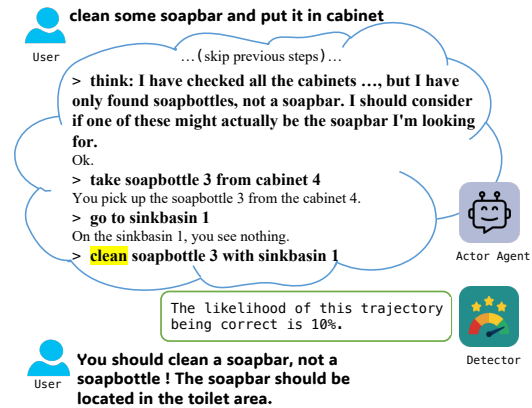 clean some soapbar and put it in cabinet
User
…(skip previous steps)…
> think: I have checked all the cabinets …, but I have
only found soapbottles, not a soapbar. I should consider
if one of these might actually be the soapbar I'm looking
for.
Ok.
> take soapbottle 3 from cabinet 4
You pick up the soapbottle 3 from the cabinet 4.
> go to sinkbasin 1
On the sinkbasin 1, you see nothing.
> clean soapbottle 3 with sinkbasin 1
Actor Agent
The likelihood of this trajectory
being correct is 10%.
Detector
You should clean a soapbar, not a
soapbottle ! The soapbar should be
located in the toilet area.
User